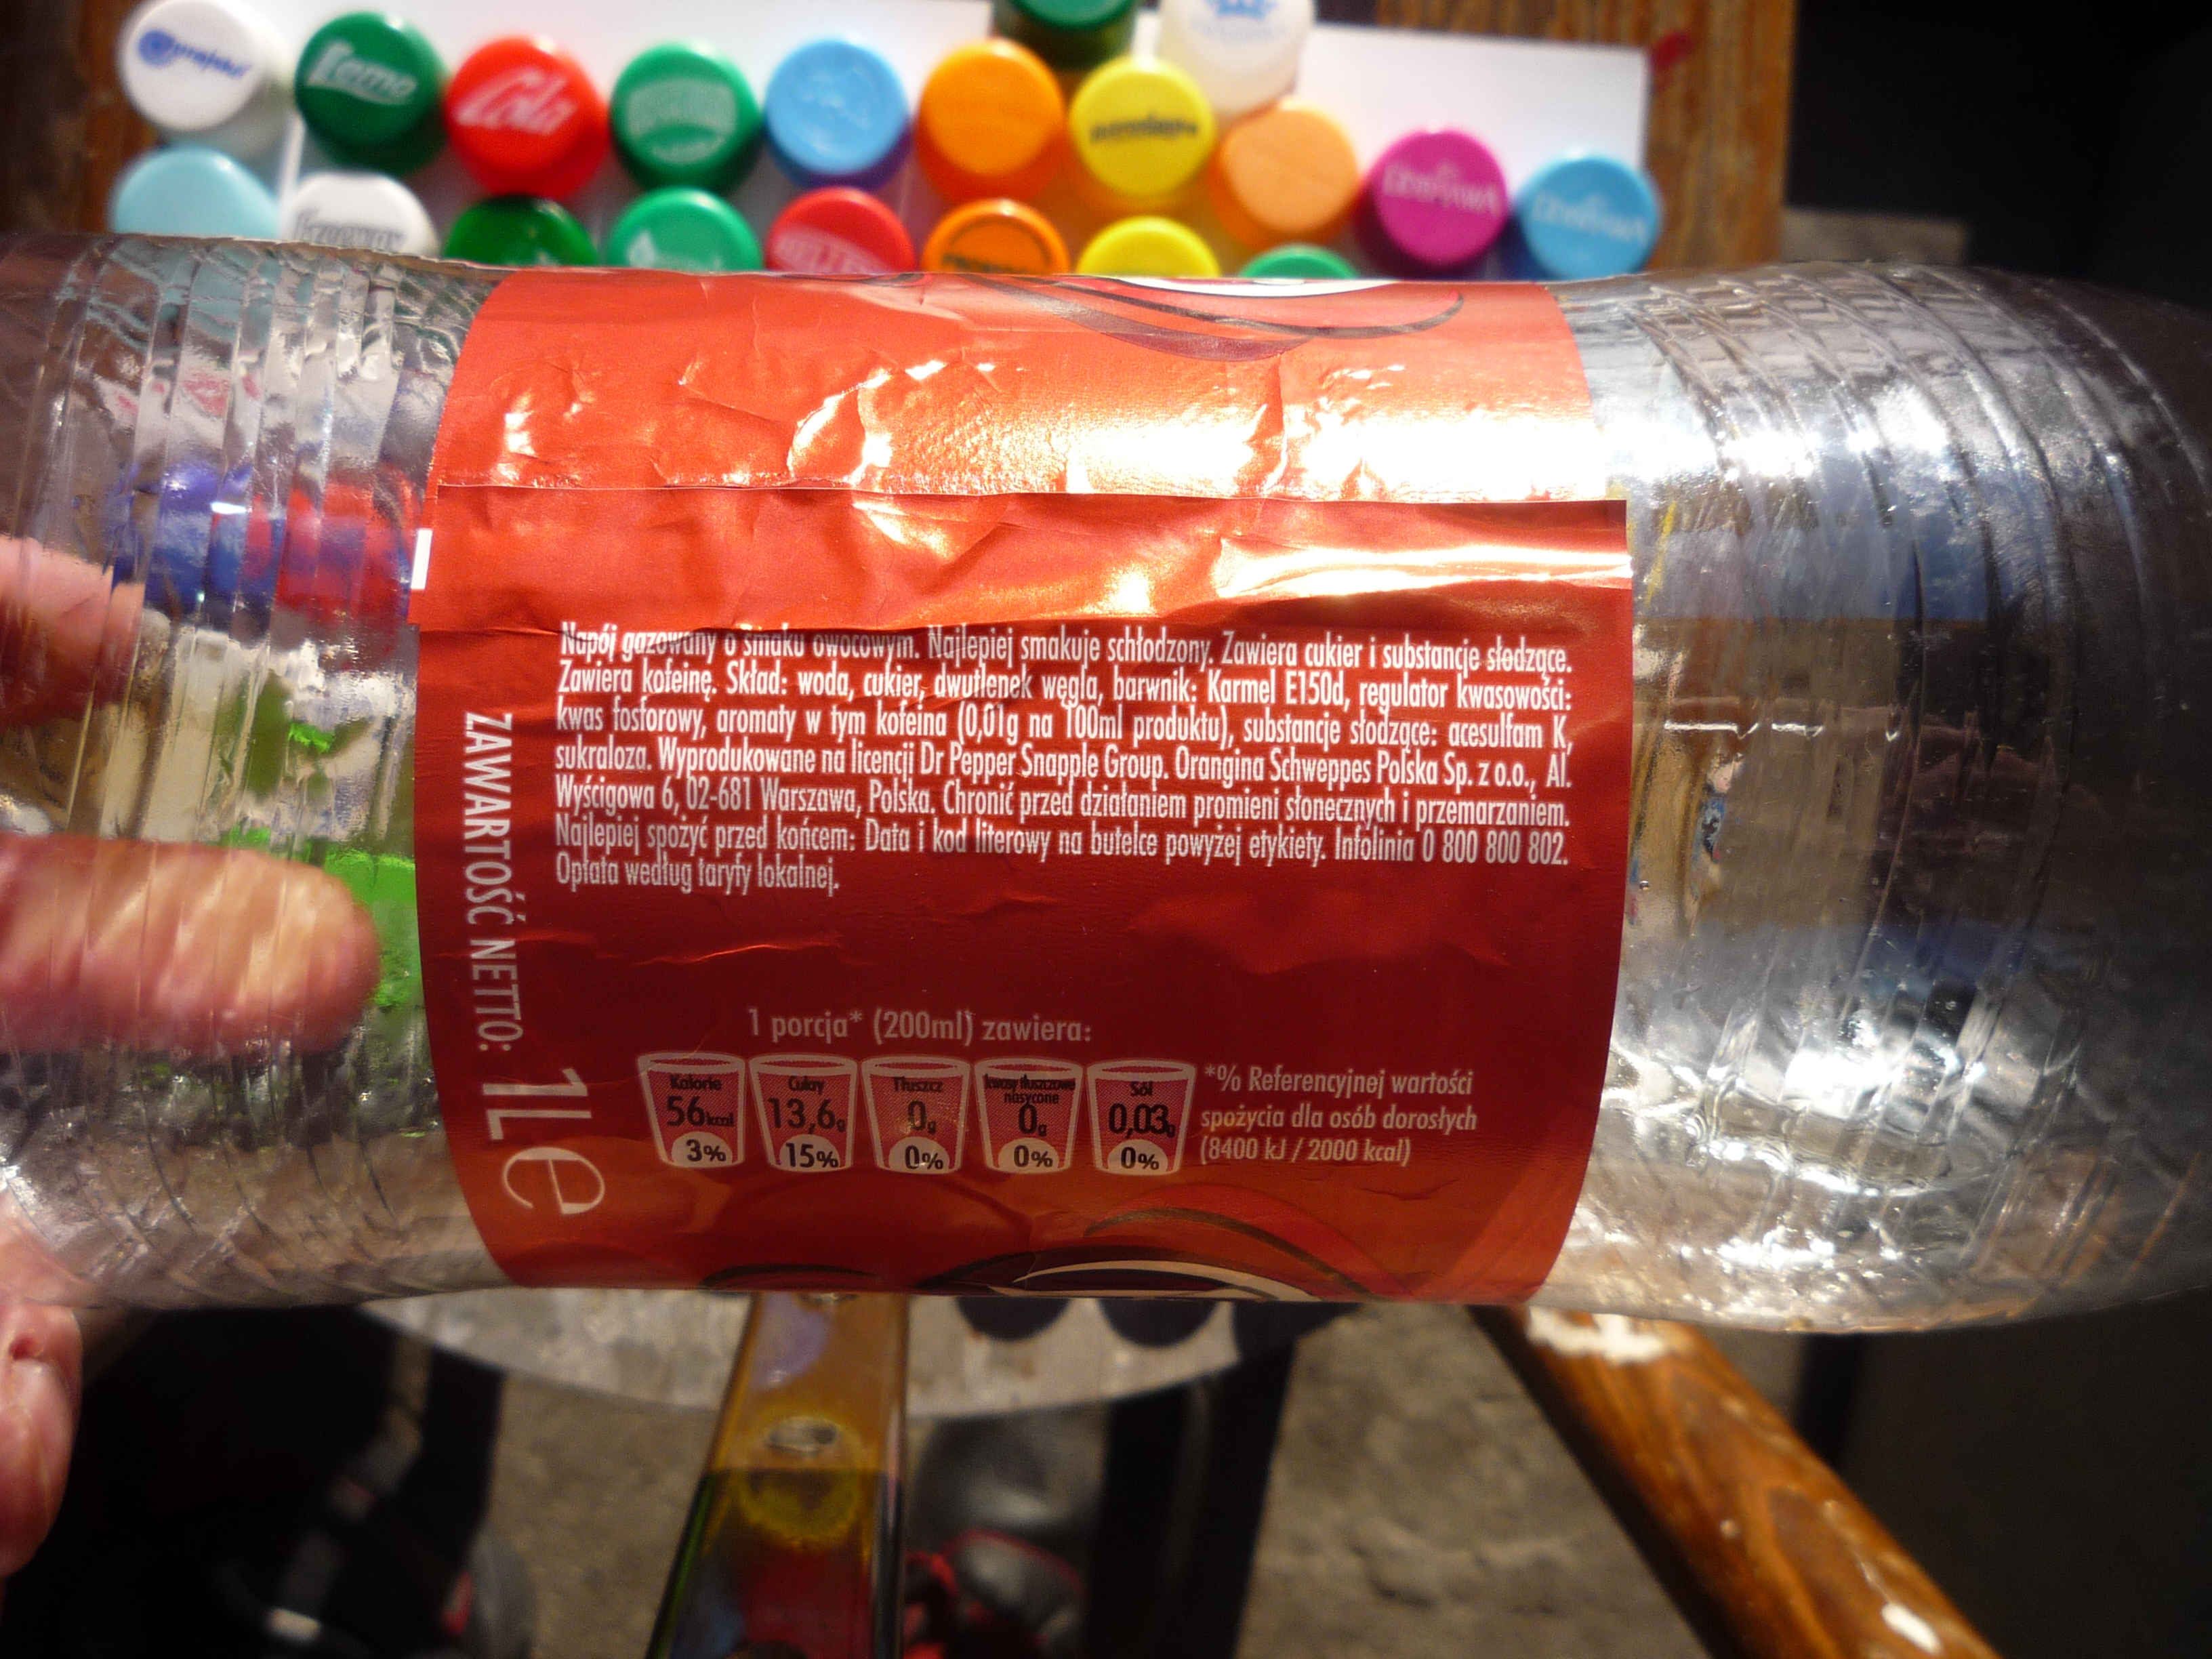 Lemo
Cola
Napój gazowany o smaku owocowym. Najlepiej smakuje schłodzony. Zawiera cukier i substancje słodzące.
Zawiera kofeinę. Skład: woda, cukier, dwutlenek węgla, barwnik: Karmel E150d, regulator kwasowości:
kwas fosforowy, aromaty w tym kofeina (0,01g na 100ml produktu), substancje słodzące: acesulfam K,
sukraloza. Wyprodukowane na licencji Dr Pepper Snapple Group. Orangina Schweppes Polska Sp. z o.o., Al.
Wyścigowa 6, 02-681 Warszawa, Polska. Chronić przed działaniem promieni słonecznych i przemarzaniem.
Najlepiej spożyć przed końcem: Data i kod literowy na butelce powyżej etykiety. Infolinia 0 800 800 802.
Opłata według taryfy lokalnej.
ZAWARTOŚĆ NETTO: 1L e
1 porcja* (200ml) zawiera:
Kalorie
56kcal
3%
Cukry
13,6g
15%
Tłuszcz
0g
0%
kwasy tłuszczowe
nasycone
0g
0%
Sól
0,03g
0%
*% Referencyjnej wartości
spożycia dla osób dorosłych
(8400 kJ / 2000 kcal)